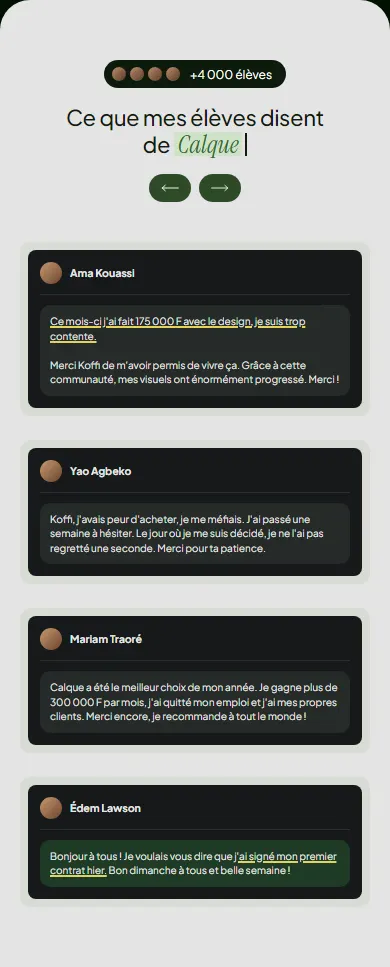 +4 000 élèves
Ce que mes élèves disent
de Calque
Ama Kouassi
Ce mois-ci j'ai fait 175 000 F avec le design, je suis trop
contente.
Merci Koffi de m'avoir permis de vivre ça. Grâce à cette
communauté, mes visuels ont énormément progressé. Merci !
Yao Agbeko
Koffi, j'avais peur d'acheter, je me méfiais. J'ai passé une
semaine à hésiter. Le jour où je me suis décidé, je ne l'ai pas
regretté une seconde. Merci pour ta patience.
Mariam Traoré
Calque a été le meilleur choix de mon année. Je gagne plus de
300 000 F par mois, j'ai quitté mon emploi et j'ai mes propres
clients. Merci encore, je recommande à tout le monde !
Édem Lawson
Bonjour à tous ! Je voulais vous dire que j'ai signé mon premier
contrat hier. Bon dimanche à tous et belle semaine !